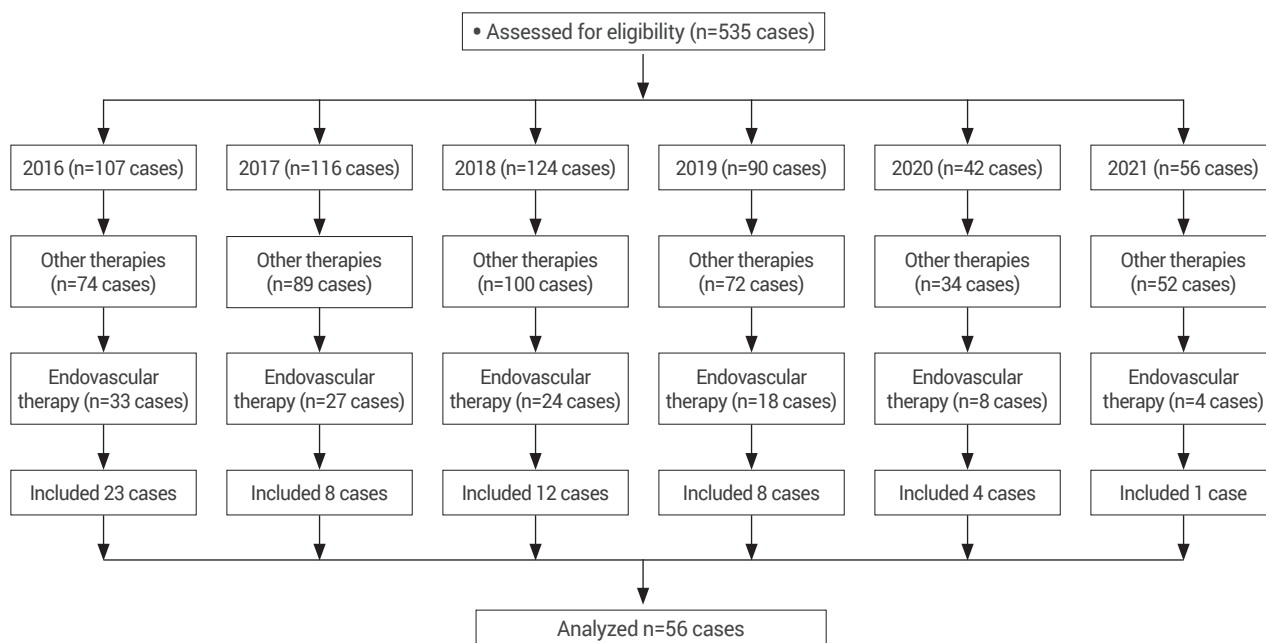 • Assessed for eligibility (n=535 cases)
2016 (n=107 cases)
2017 (n=116 cases)
2018 (n=124 cases)
2019 (n=90 cases)
2020 (n=42 cases)
2021 (n=56 cases)
Other therapies
(n=74 cases)
Other therapies
(n=89 cases)
Other therapies
(n=100 cases)
Other therapies
(n=72 cases)
Other therapies
(n=34 cases)
Other therapies
(n=52 cases)
Endovascular
therapy (n=33 cases)
Endovascular
therapy (n=27 cases)
Endovascular
therapy (n=24 cases)
Endovascular
therapy (n=18 cases)
Endovascular
therapy (n=8 cases)
Endovascular
therapy (n=4 cases)
Included 23 cases
Included 8 cases
Included 12 cases
Included 8 cases
Included 4 cases
Included 1 case
Analyzed n=56 cases